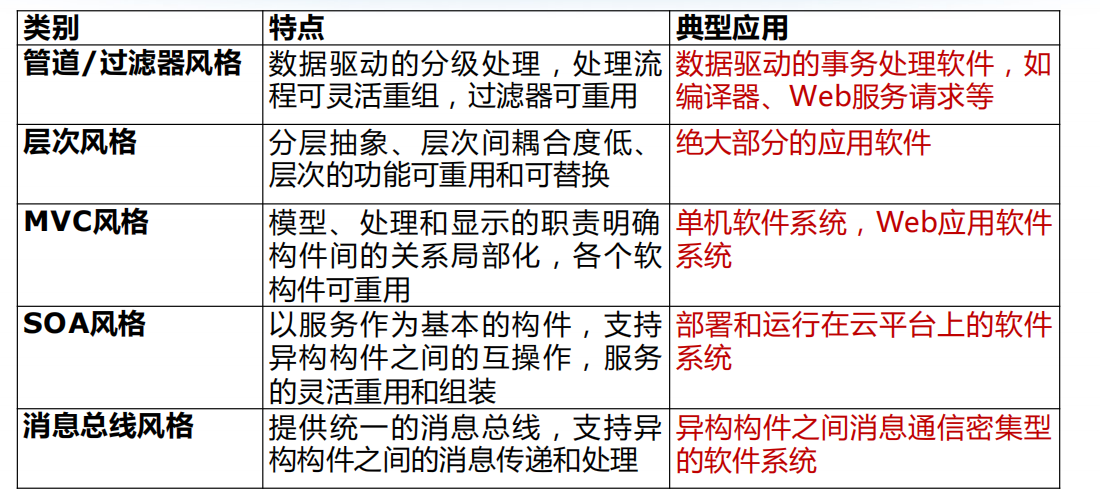 类别 特点 典型应用
管道/过滤器风格 数据驱动的分级处理，处理流 数据驱动的事务处理软件，如
程可灵活重组，过滤器可重用 编译器、Web服务请求等
层次风格 分层抽象、层次间耦合度低、 绝大部分的应用软件
层次的功能可重用和可替换
MVC风格 模型、处理和显示的职责明确 单机软件系统，Web应用软件
构件间的关系局部化，各个软 系统
构件可重用
SOA风格 以服务作为基本的构件，支持 部署和运行在云平台上的软件
异构构件之间的互操作，服务 系统
的灵活重用和组装
消息总线风格 提供统一的消息总线，支持异 异构构件之间消息通信密集型
构构件之间的消息传递和处理 的软件系统